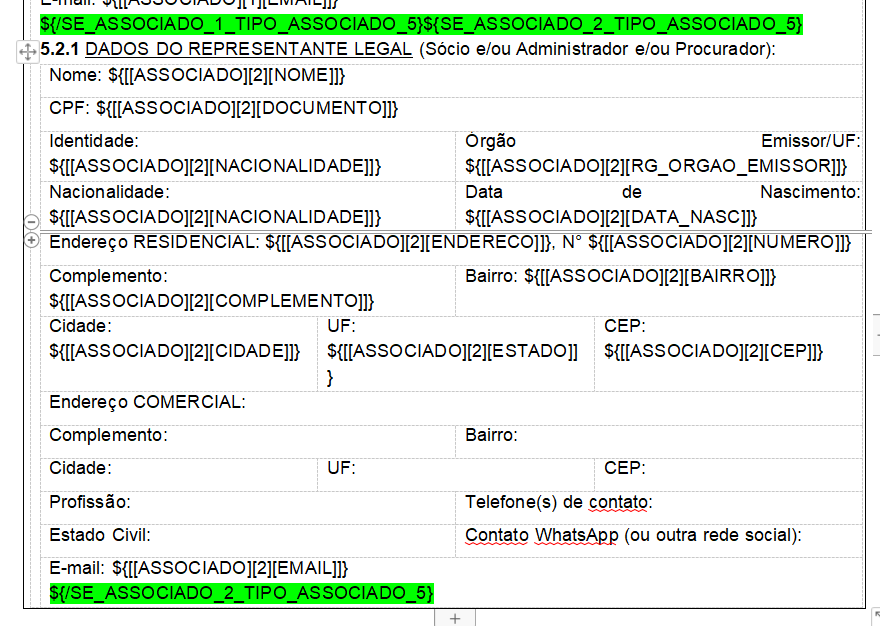 E-mail: ${[[ASSOCIADO][1][EMAIL]]}
${/SE_ASSOCIADO_1_TIPO_ASSOCIADO_5}${SE_ASSOCIADO_2_TIPO_ASSOCIADO_5}
5.2.1 DADOS DO REPRESENTANTE LEGAL (Sócio e/ou Administrador e/ou Procurador):
Nome: ${[[ASSOCIADO][2][NOME]]}
CPF: ${[[ASSOCIADO][2][DOCUMENTO]]}
Identidade:
${[[ASSOCIADO][2][NACIONALIDADE]]}
Órgão Emissor/UF:
${[[ASSOCIADO][2][RG_ORGAO_EMISSOR]]}
Nacionalidade:
${[[ASSOCIADO][2][NACIONALIDADE]]}
Data de Nascimento:
${[[ASSOCIADO][2][DATA_NASC]]}
Endereço RESIDENCIAL: ${[[ASSOCIADO][2][ENDERECO]]}, N° ${[[ASSOCIADO][2][NUMERO]]}
Complemento:
${[[ASSOCIADO][2][COMPLEMENTO]]}
Bairro: ${[[ASSOCIADO][2][BAIRRO]]}
Cidade:
${[[ASSOCIADO][2][CIDADE]]}
UF:
${[[ASSOCIADO][2][ESTADO]]
}
CEP:
${[[ASSOCIADO][2][CEP]]}
Endereço COMERCIAL:
Complemento:
Bairro:
Cidade:
UF:
CEP:
Profissão:
Telefone(s) de contato:
Estado Civil:
Contato WhatsApp (ou outra rede social):
E-mail: ${[[ASSOCIADO][2][EMAIL]]}
${/SE_ASSOCIADO_2_TIPO_ASSOCIADO_5}